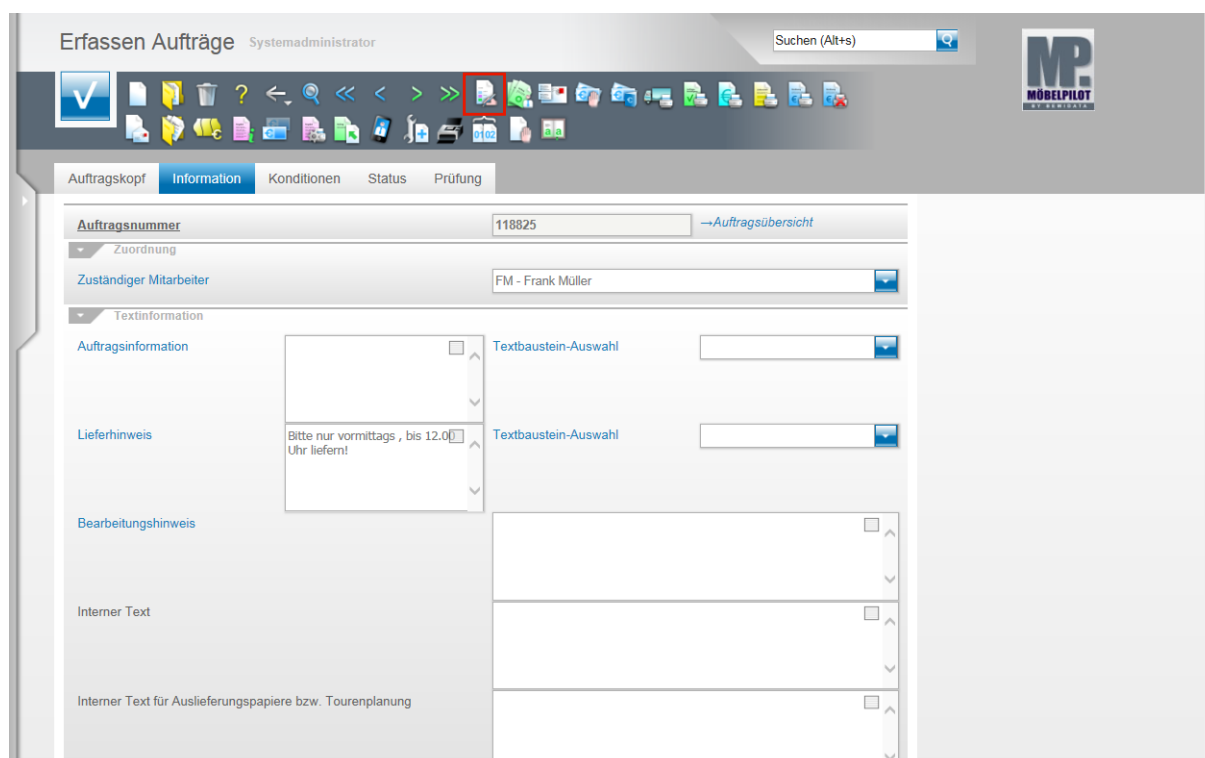 Erfassen Aufträge Systemadministrator
Suchen (Alt+s)
MP.
MÖBELPILOT
Auftragskopf Information Konditionen Status Prüfung
Auftragsnummer 118825 →Auftragsübersicht
Zuordnung
Zuständiger Mitarbeiter FM - Frank Müller
Textinformation
Auftragsinformation Textbaustein-Auswahl
Lieferhinweis Bitte nur vormittags , bis 12.00 Textbaustein-Auswahl
Uhr liefern!
Bearbeitungshinweis
Interner Text
Interner Text für Auslieferungspapiere bzw. Tourenplanung